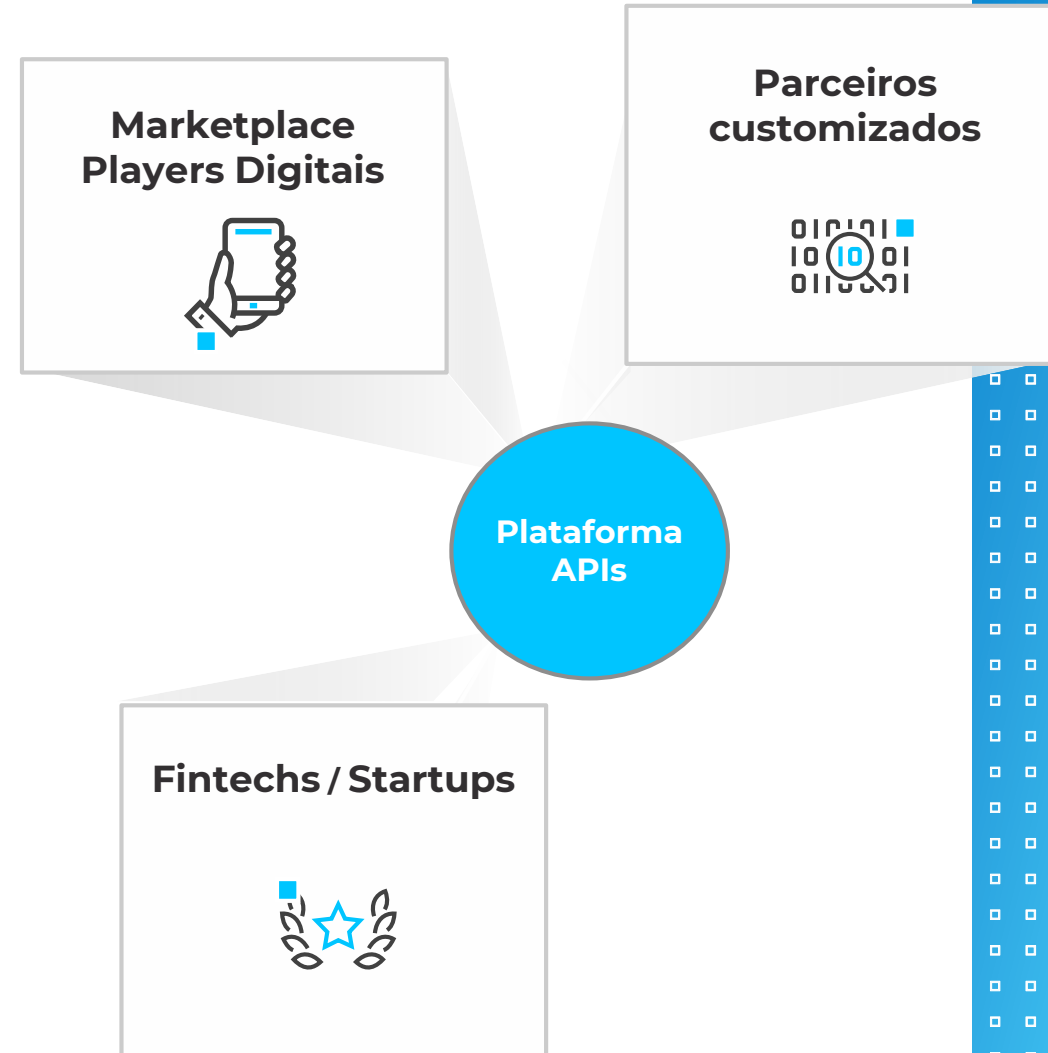 Marketplace
Players Digitais
Parceiros
customizados
Plataforma
APIs
Fintechs / Startups